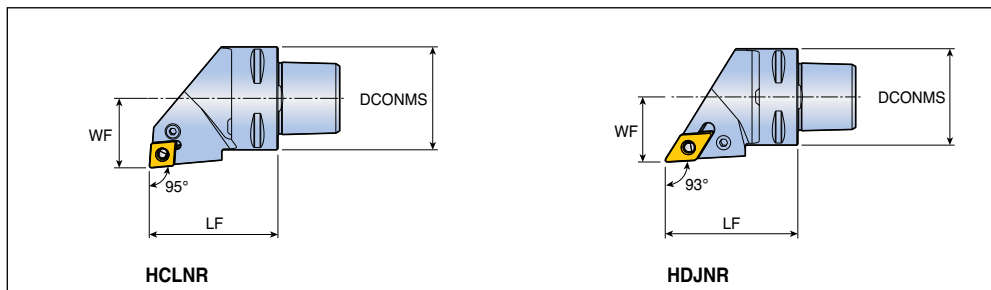 DCONMS
WF
95°
LF
HCLNR
DCONMS
WF
93°
LF
HDJNR